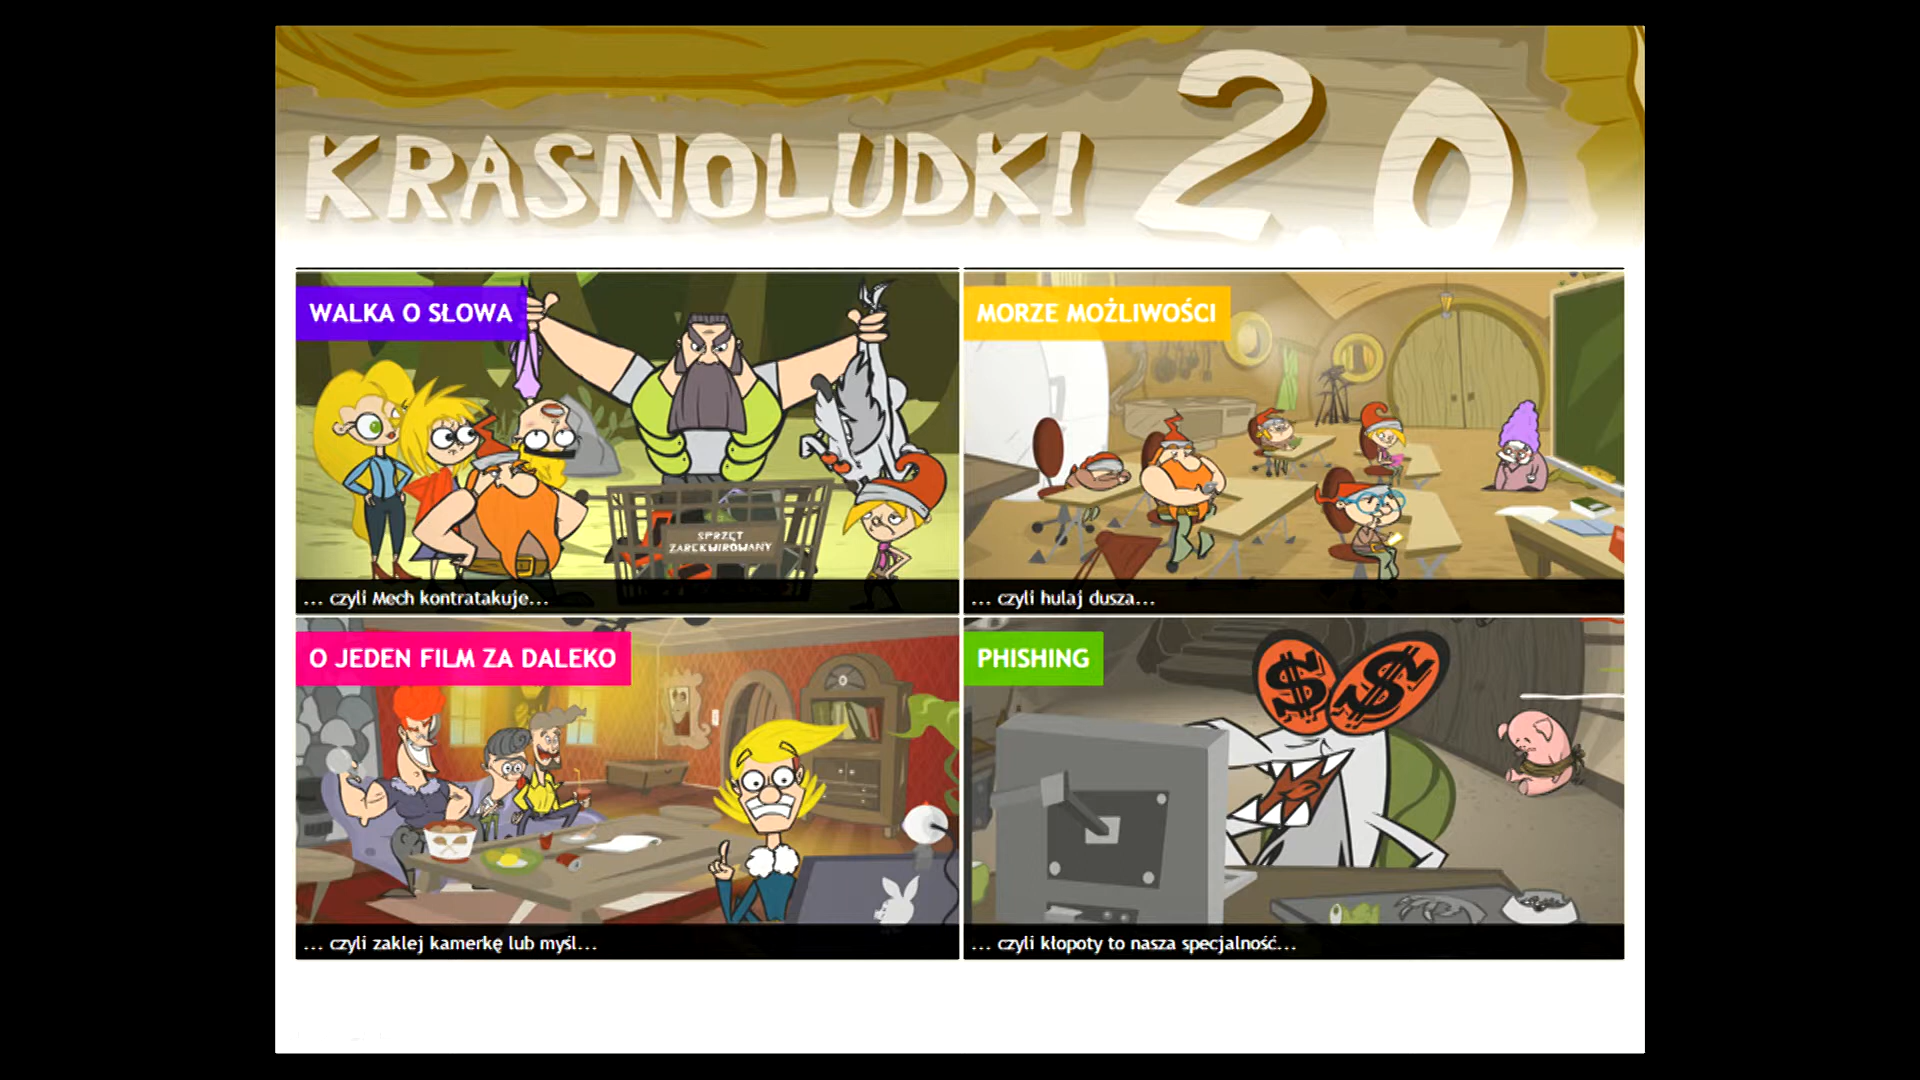 KRASNOLUDKI 2.0
WALKA O SŁOWA
SPRZĘT
ZAREKWIROWANY
... czyli Mech kontratakuje...
MORZE MOŻLIWOŚCI
... czyli hulaj dusza...
O JEDEN FILM ZA DALEKO
... czyli zaklej kamerkę lub myśl...
PHISHING
$ $
... czyli kłopoty to nasza specjalność...